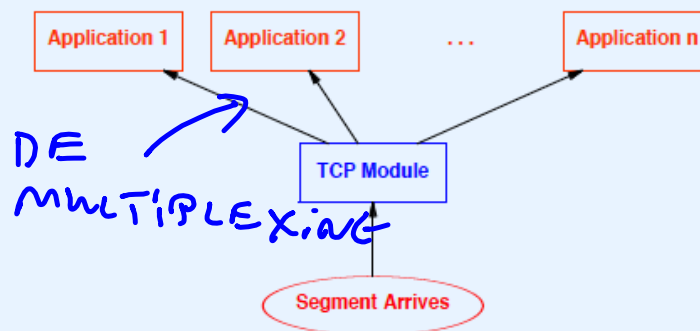 Application 1 Application 2 ... Application n
DE
MULTIPLEXING
TCP Module
Segment Arrives